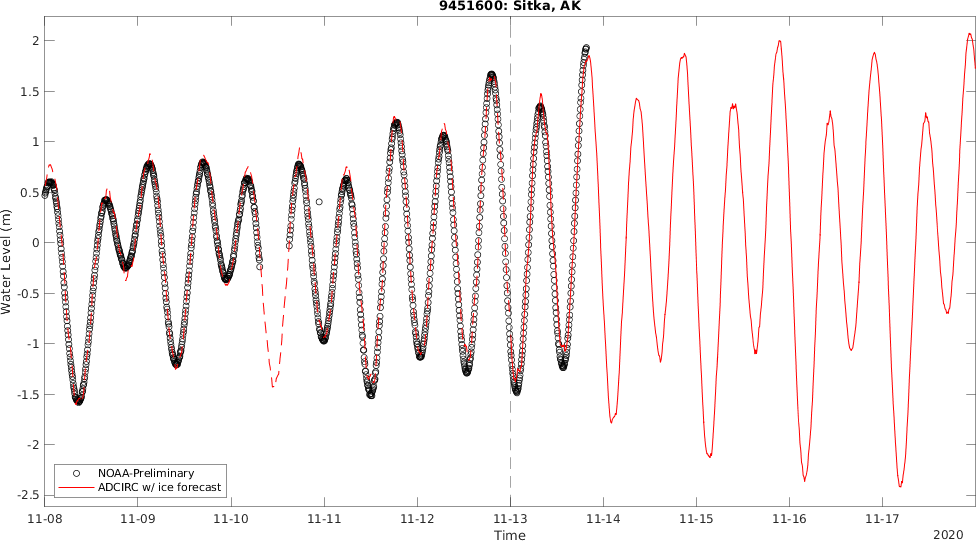 9451600: Sitka, AK
Water Level (m)
2
1.5
1
0.5
0
-0.5
-1
-1.5
-2
-2.5
NOAA-Preliminary
ADCIRC w/ ice forecast
11-08 11-09 11-10 11-11 11-12 11-13 11-14 11-15 11-16 11-17
Time
2020